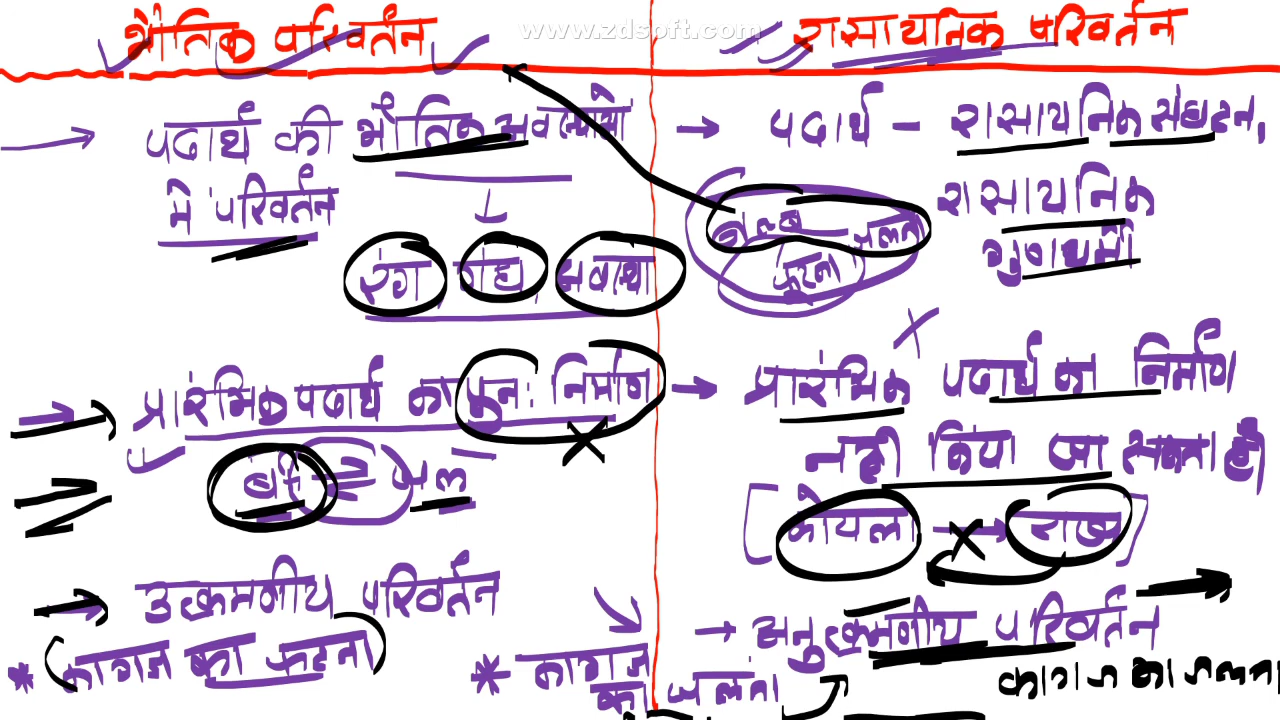 भौतिक परिवर्तन
www.zdsoft.com
रासायनिक परिवर्तन
→ पदार्थ की भौतिक अवस्थाओ
मे परिवर्तन
रंग, गंध, अवस्था
→ प्रारंभिक पदार्थ का पुन: निर्माण
बर्फ ⇌ जल
→ उत्क्रमणीय परिवर्तन
* कागज का फटना
→ पदार्थ - रासायनिक संघटन,
रासायनिक
गुणधर्मो
जलना
फटना
→ प्रारंभिक पदार्थ का निर्माण
नही किया जा सकता है
[कोयला → राख]
→ अनुत्क्रमणीय परिवर्तन
* कागज
का जलना
कागज का जलना